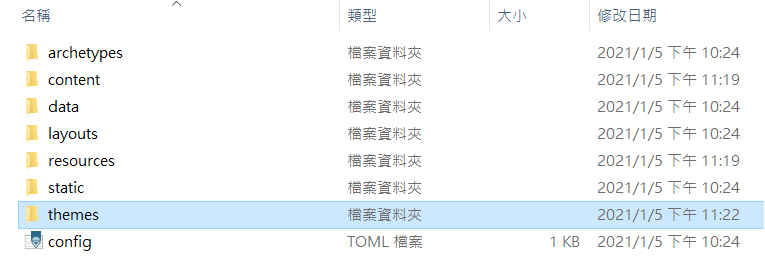 名稱 類型 大小 修改日期
archetypes 檔案資料夾 2021/1/5 下午 10:24
content 檔案資料夾 2021/1/5 下午 11:19
data 檔案資料夾 2021/1/5 下午 10:24
layouts 檔案資料夾 2021/1/5 下午 10:24
resources 檔案資料夾 2021/1/5 下午 11:19
static 檔案資料夾 2021/1/5 下午 10:24
themes 檔案資料夾 2021/1/5 下午 11:22
config TOML 檔案 1 KB 2021/1/5 下午 10:24